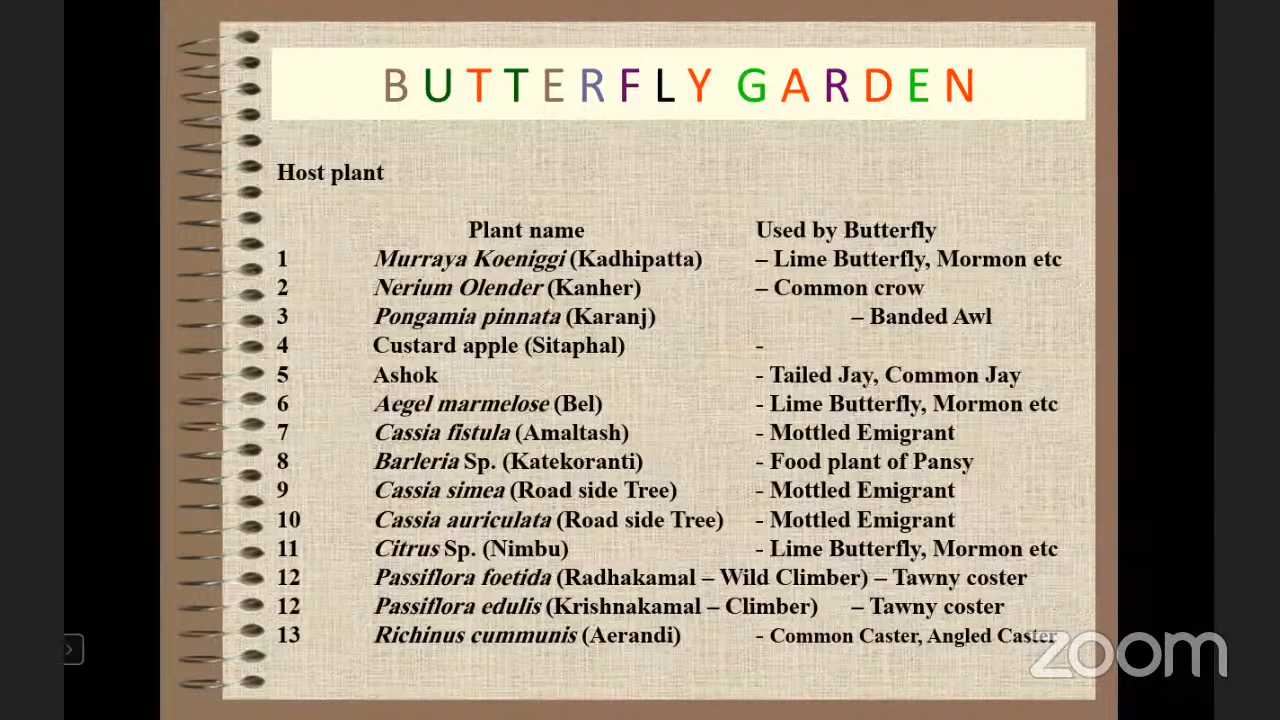 BUTTERFLY GARDEN
Host plant
Plant name Used by Butterfly
1 Murraya Koeniggi (Kadhipatta) – Lime Butterfly, Mormon etc
2 Nerium Olender (Kanher) – Common crow
3 Pongamia pinnata (Karanj) – Banded Awl
4 Custard apple (Sitaphal) -
5 Ashok - Tailed Jay, Common Jay
6 Aegel marmelose (Bel) - Lime Butterfly, Mormon etc
7 Cassia fistula (Amaltash) - Mottled Emigrant
8 Barleria Sp. (Katekoranti) - Food plant of Pansy
9 Cassia simea (Road side Tree) - Mottled Emigrant
10 Cassia auriculata (Road side Tree) - Mottled Emigrant
11 Citrus Sp. (Nimbu) - Lime Butterfly, Mormon etc
12 Passiflora foetida (Radhakamal – Wild Climber) – Tawny coster
12 Passiflora edulis (Krishnakamal – Climber) – Tawny coster
13 Richinus cummunis (Aerandi) - Common Caster, Angled Caster
zoom